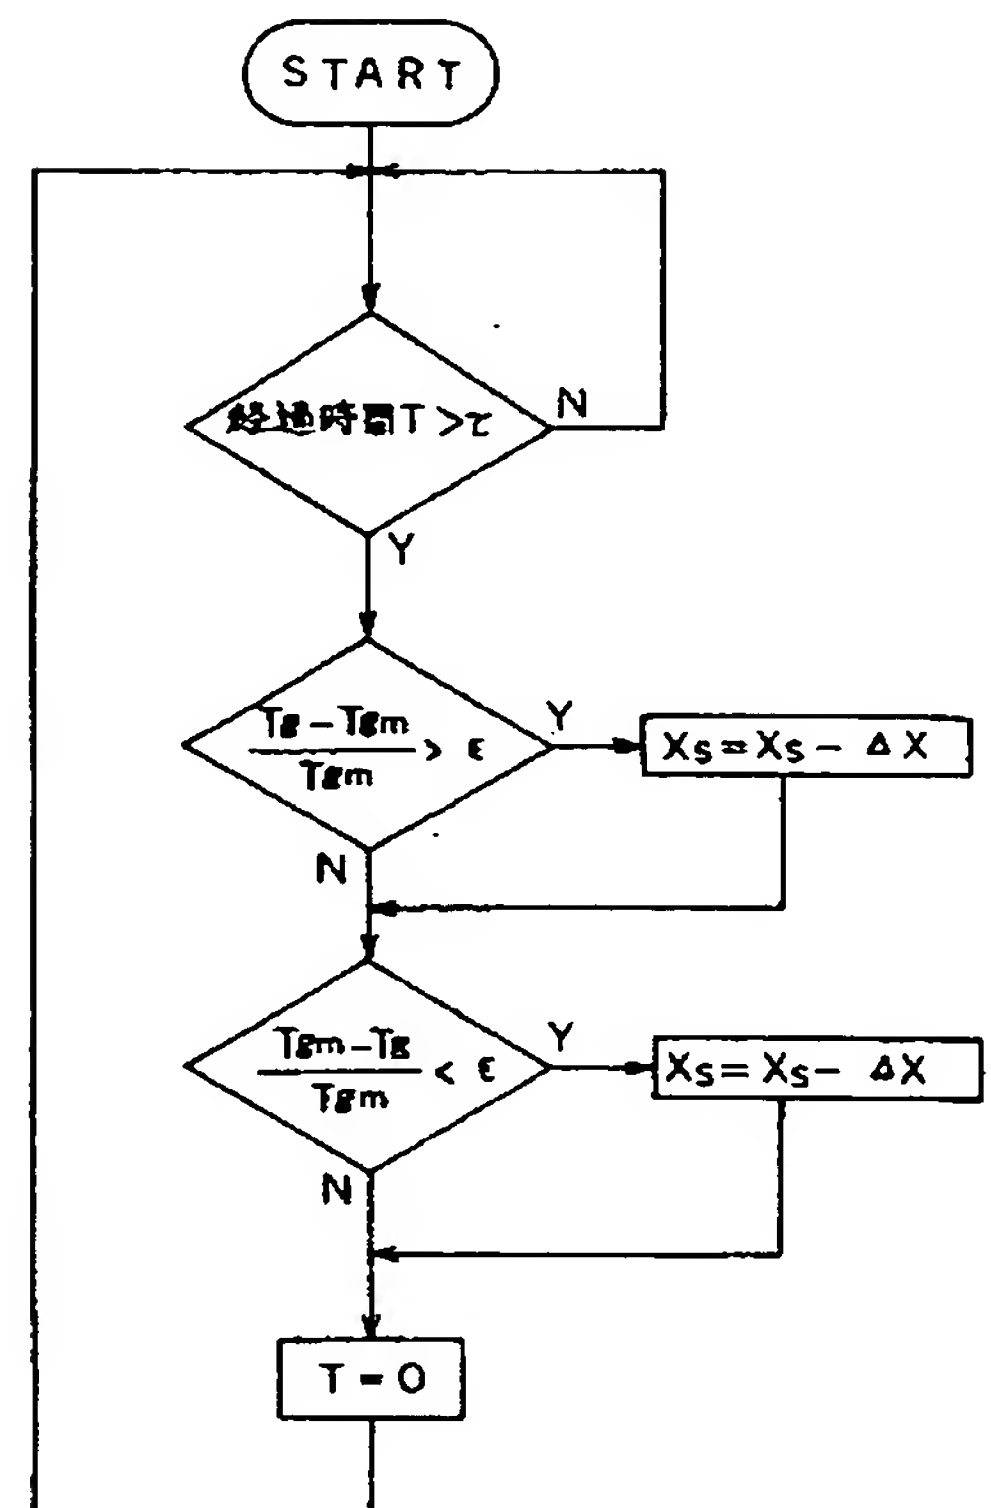 START
経過時間T>τ
N
Y
Tg-Tgm
Tgm
> ε
Y
Xs=Xs- ΔX
N
Tgm-Tg
Tgm
< ε
Y
Xs= Xs- ΔX
N
T=0